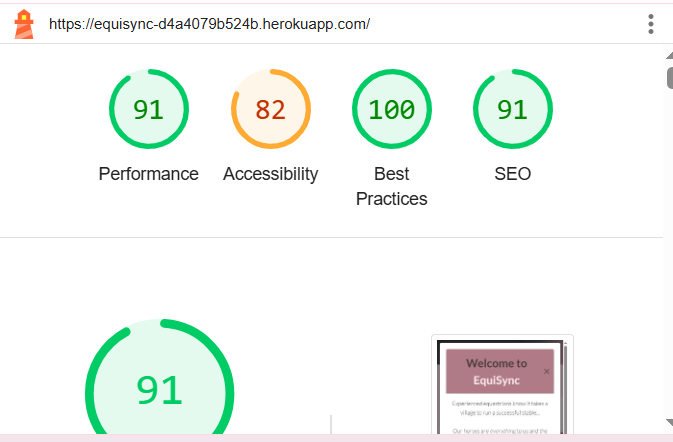 https://equisync-d4a4079b524b.herokuapp.com/
91 82 100 91
Performance Accessibility Best Practices SEO
91
Welcome to
EquiSync ×
Experienced equestrians know it takes a
village to run a successful stable...
Our horses are everything to us and the